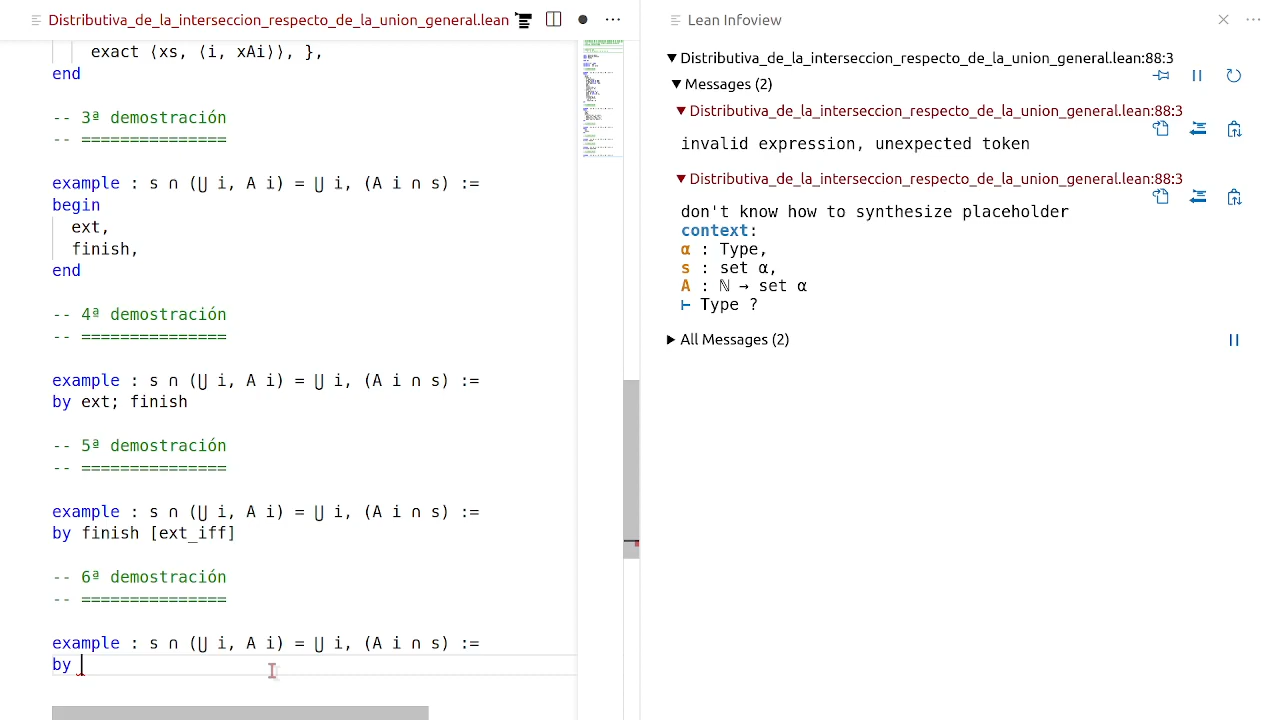 Distributiva_de_la_interseccion_respecto_de_la_union_general.lean
exact ⟨xs, ⟨i, xAi⟩⟩, },
end
-- 3ª demostración
-- ===============
example : s ∩ (⋃ i, A i) = ⋃ i, (A i ∩ s) :=
begin
ext,
finish,
end
-- 4ª demostración
-- ===============
example : s ∩ (⋃ i, A i) = ⋃ i, (A i ∩ s) :=
by ext; finish
-- 5ª demostración
-- ===============
example : s ∩ (⋃ i, A i) = ⋃ i, (A i ∩ s) :=
by finish [ext_iff]
-- 6ª demostración
-- ===============
example : s ∩ (⋃ i, A i) = ⋃ i, (A i ∩ s) :=
by
Lean Infoview
Distributiva_de_la_interseccion_respecto_de_la_union_general.lean:88:3
Messages (2)
Distributiva_de_la_interseccion_respecto_de_la_union_general.lean:88:3
invalid expression, unexpected token
Distributiva_de_la_interseccion_respecto_de_la_union_general.lean:88:3
don't know how to synthesize placeholder
context:
α : Type,
s : set α,
A : ℕ → set α
⊢ Type ?
All Messages (2)